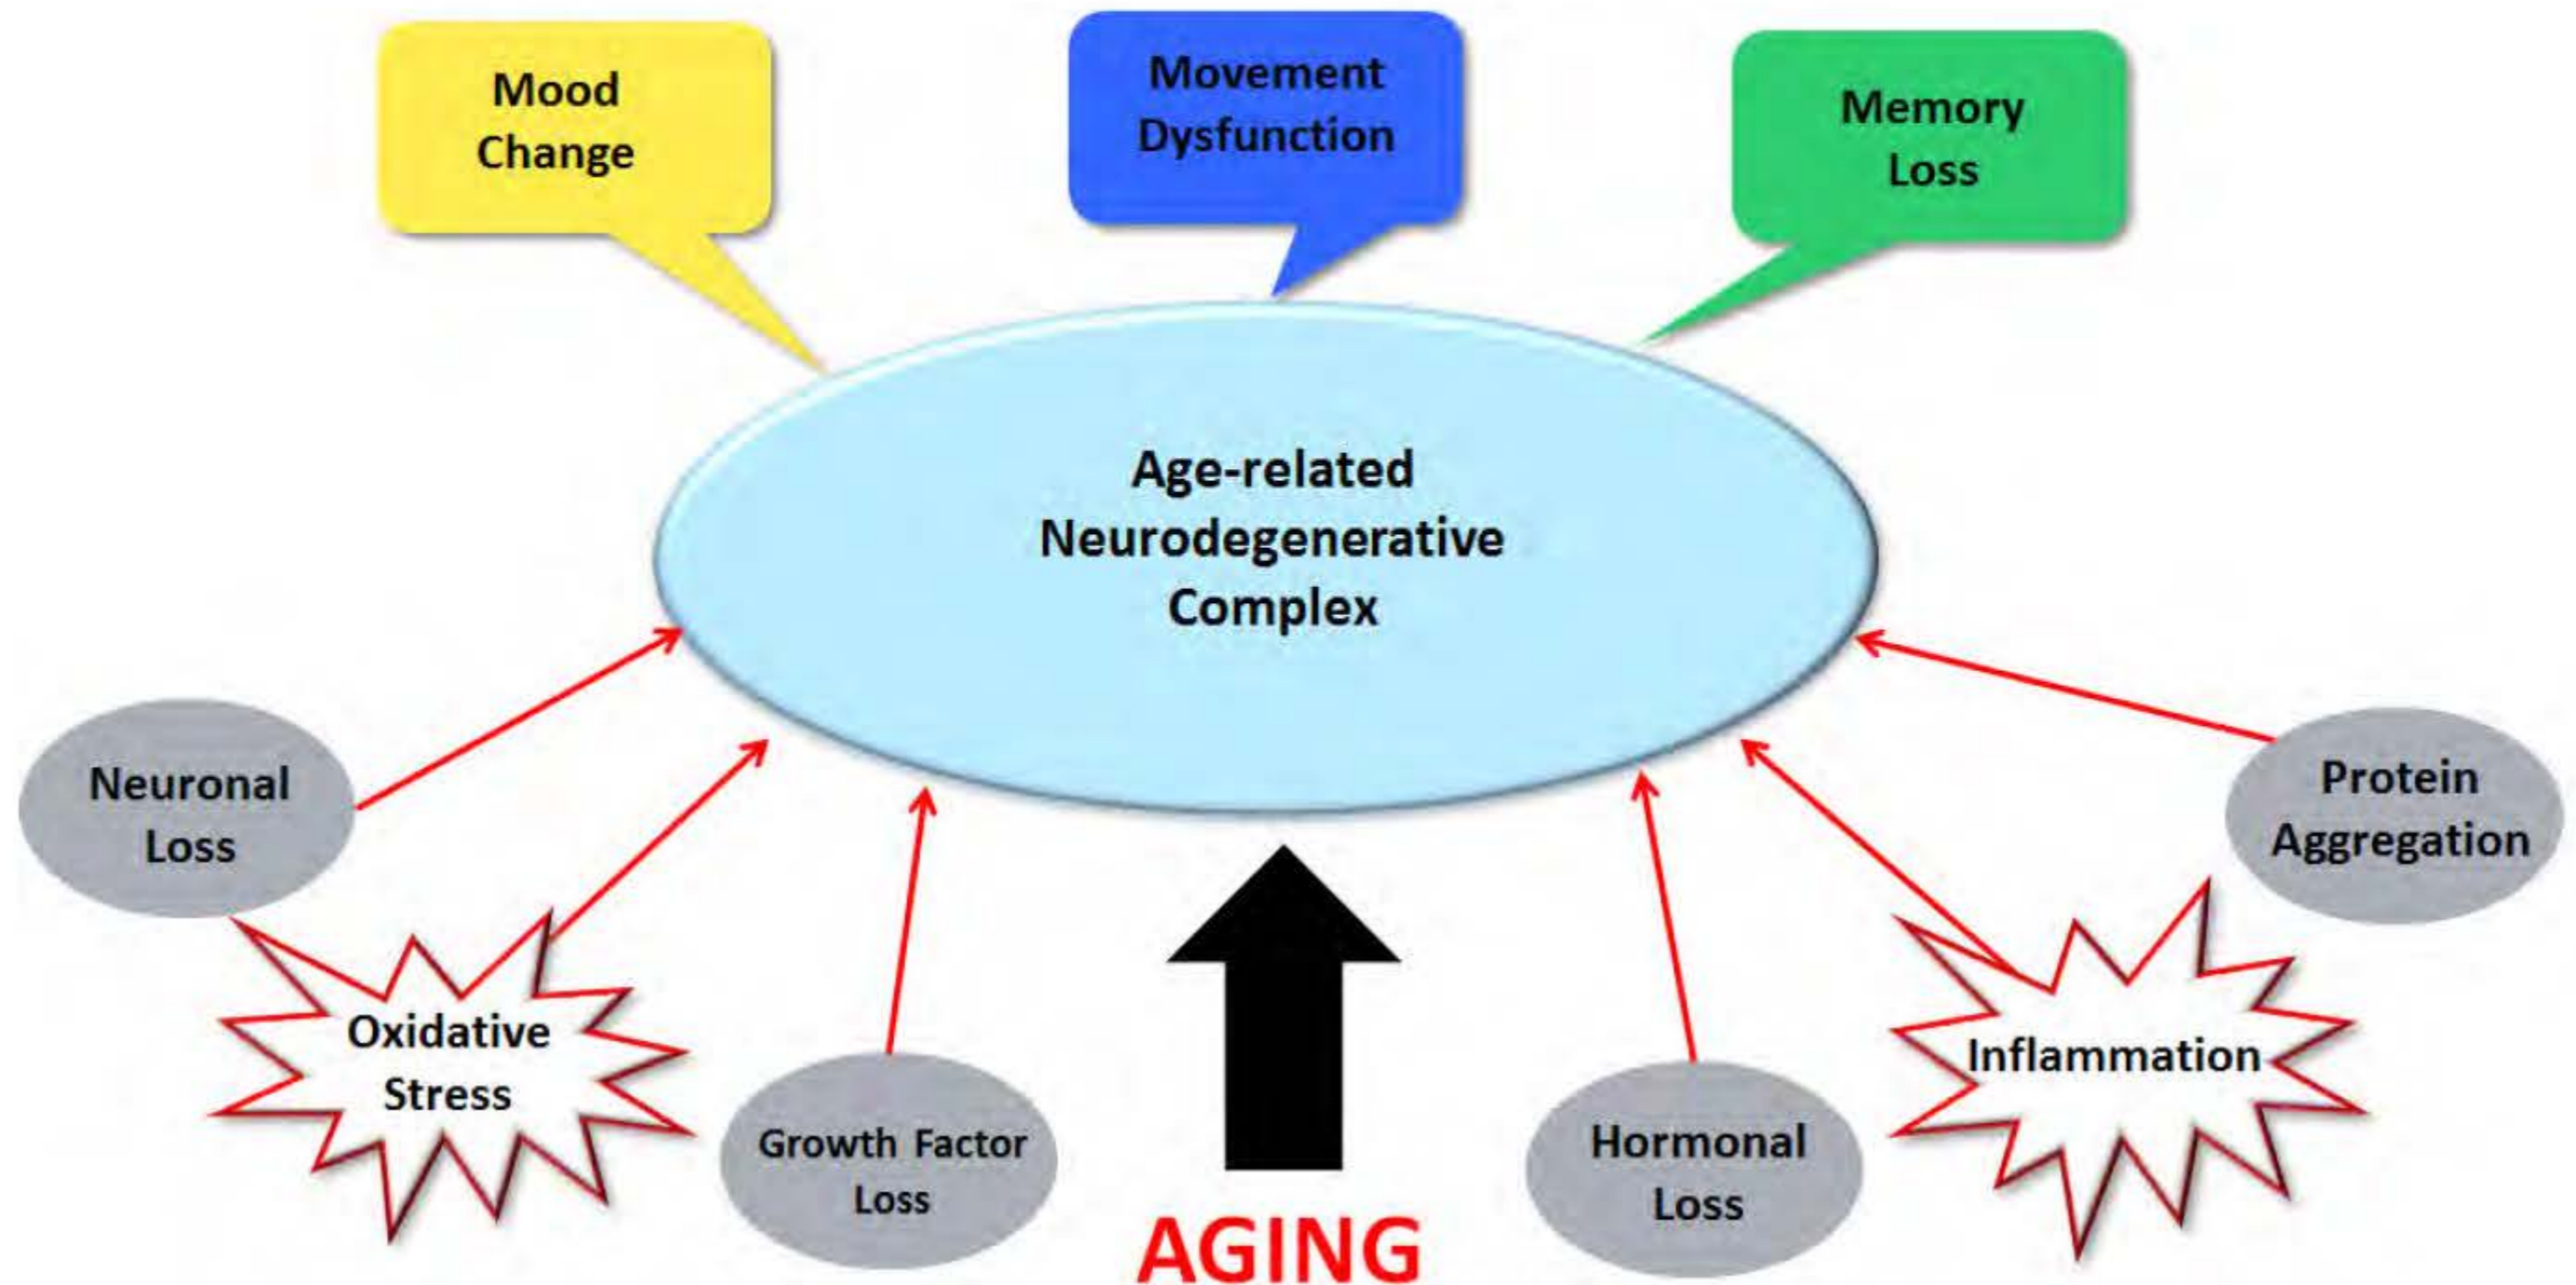 Mood
Change
Movement
Dysfunction
Memory
Loss
Age-related
Neurodegenerative
Complex
Neuronal
Loss
Protein
Aggregation
Oxidative
Stress
Inflammation
Growth Factor
Loss
Hormonal
Loss
AGING